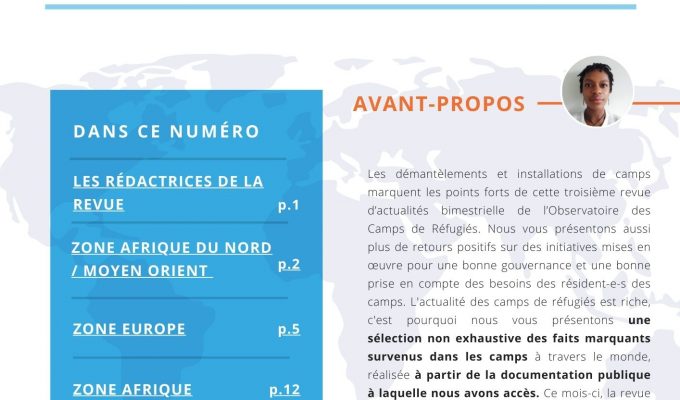 DANS CE NUMÉRO
LES RÉDACTRICES DE LA
REVUE p.1
ZONE AFRIQUE DU NORD
/ MOYEN ORIENT p.2
ZONE EUROPE p.5
ZONE AFRIQUE p.12
AVANT-PROPOS
Les démantèlements et installations de camps
marquent les points forts de cette troisième revue
d'actualités bimestrielle de l'Observatoire des
Camps de Réfugiés. Nous vous présentons aussi
plus de retours positifs sur des initiatives mises en
œuvre pour une bonne gouvernance et une bonne
prise en compte des besoins des résident-e-s des
camps. L'actualité des camps de réfugiés est riche,
c'est pourquoi nous vous présentons une
sélection non exhaustive des faits marquants
survenus dans les camps à travers le monde,
réalisée à partir de la documentation publique
à laquelle nous avons accès. Ce mois-ci, la revue